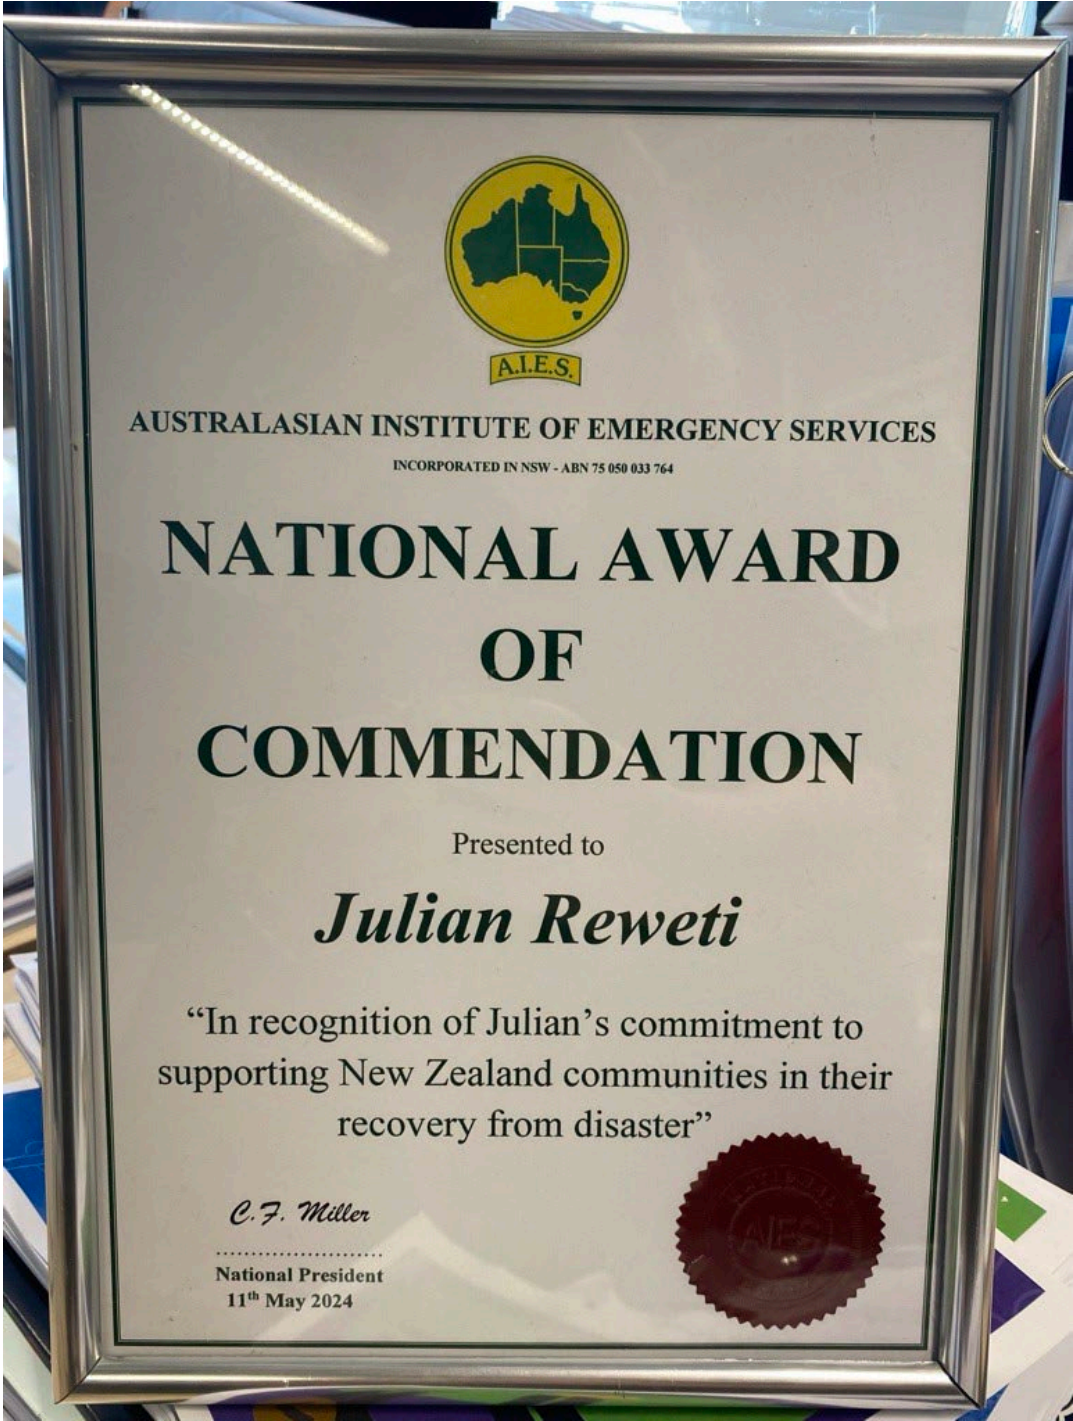 A.I.E.S.
AUSTRALASIAN INSTITUTE OF EMERGENCY SERVICES
INCORPORATED IN NSW - ABN 75 050 033 764
NATIONAL AWARD
OF
COMMENDATION
Presented to
Julian Reweti
“In recognition of Julian’s commitment to
supporting New Zealand communities in their
recovery from disaster”
C.F. Miller
........................
National President
11th May 2024
AIES